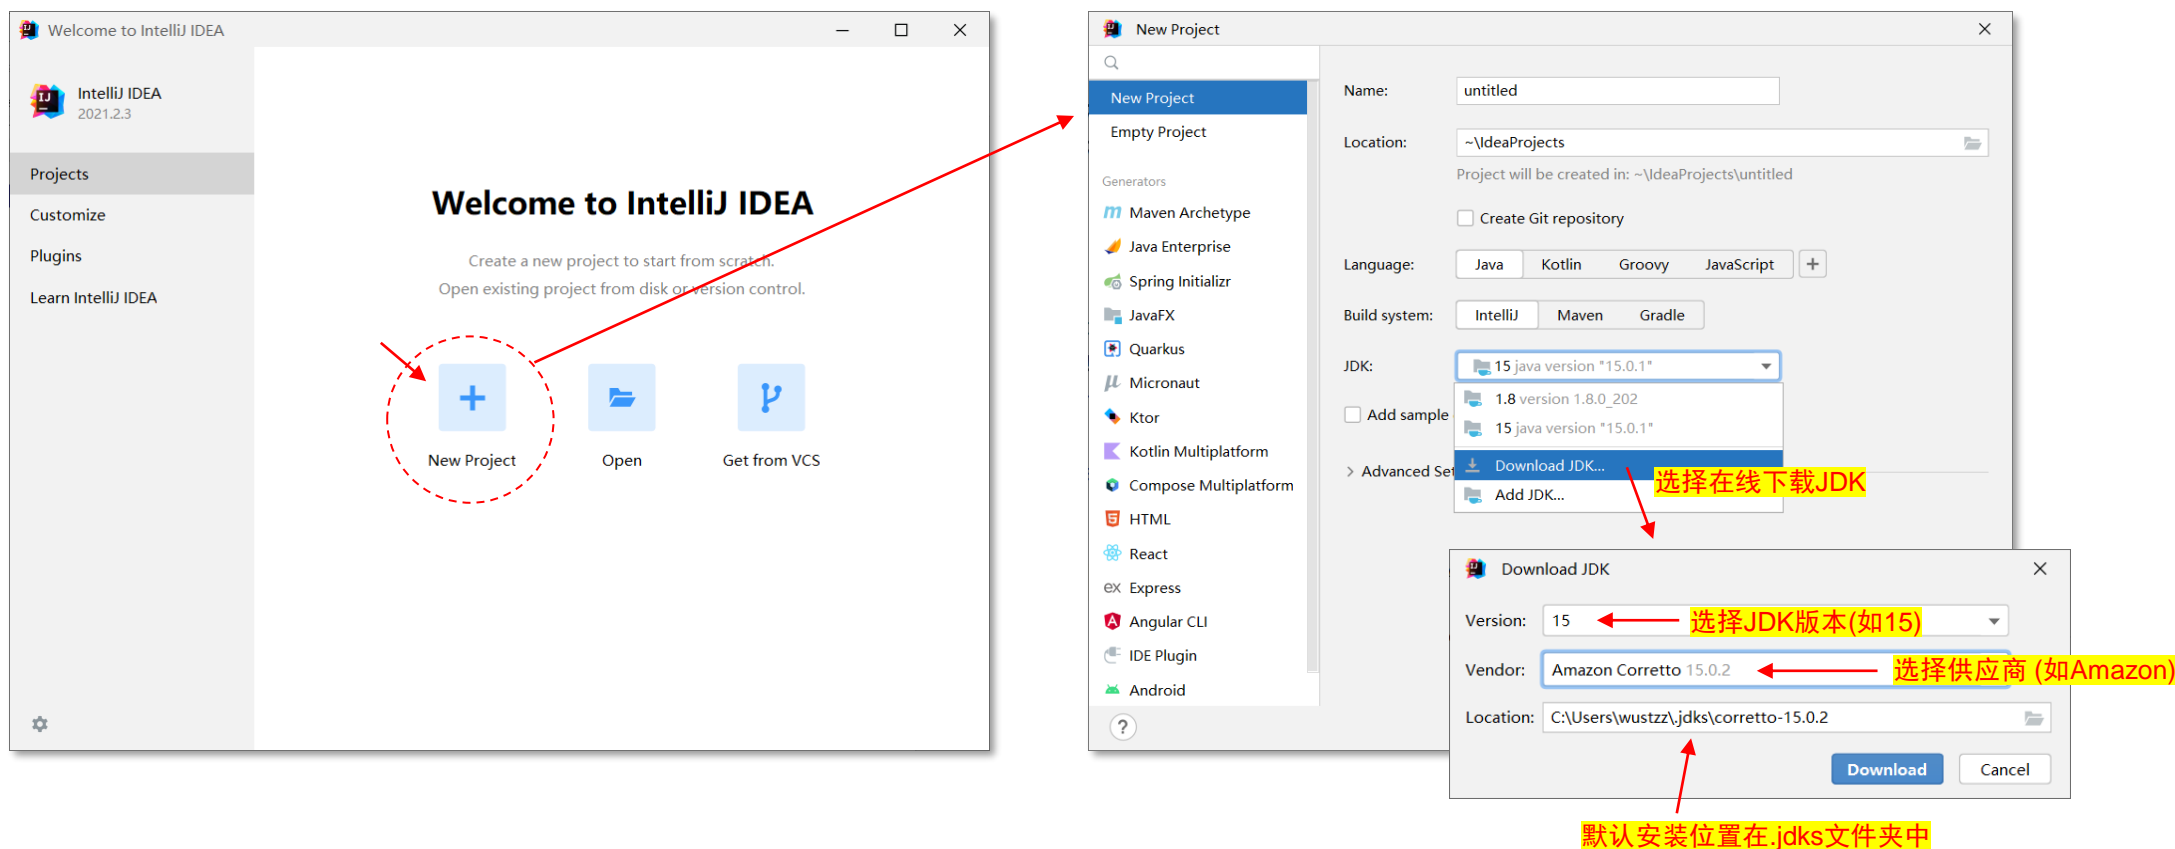 Welcome to IntelliJ IDEA
IntelliJ IDEA
2021.2.3
Projects
Customize
Plugins
Learn IntelliJ IDEA
Welcome to IntelliJ IDEA
Create a new project to start from scratch.
Open existing project from disk or version control.
New Project
Open
Get from VCS
New Project
New Project
Empty Project
Generators
Maven Archetype
Java Enterprise
Spring Initializr
JavaFX
Quarkus
Micronaut
Ktor
Kotlin Multiplatform
Compose Multiplatform
HTML
React
Express
Angular CLI
IDE Plugin
Android
Name: untitled
Location: ~\IdeaProjects
Project will be created in: ~\IdeaProjects\untitled
Create Git repository
Language: Java Kotlin Groovy JavaScript
Build system: IntelliJ Maven Gradle
JDK: 15 java version "15.0.1"
1.8 version 1.8.0_202
15 java version "15.0.1"
Add sample
Download JDK...
Add JDK...
Advanced Set
选择在线下载JDK
Download JDK
Version: 15
选择JDK版本(如15)
Vendor: Amazon Corretto 15.0.2
选择供应商 (如Amazon)
Location: C:\Users\wustzz\.jdks\corretto-15.0.2
Download Cancel
默认安装位置在.jdks文件夹中